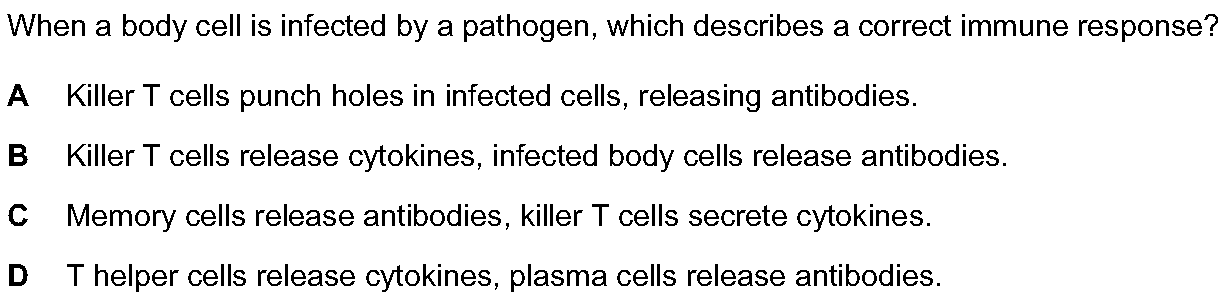 When a body cell is infected by a pathogen, which describes a correct immune response?
A Killer T cells punch holes in infected cells, releasing antibodies.
B Killer T cells release cytokines, infected body cells release antibodies.
C Memory cells release antibodies, killer T cells secrete cytokines.
D T helper cells release cytokines, plasma cells release antibodies.